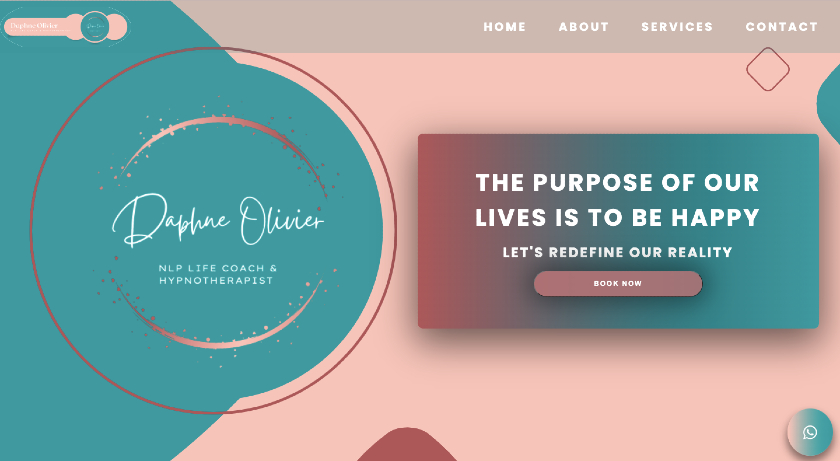 Daphne Olivier
HOME ABOUT SERVICES CONTACT
Daphne Olivier
NLP LIFE COACH &
HYPNOTHERAPIST
THE PURPOSE OF OUR
LIVES IS TO BE HAPPY
LET'S REDEFINE OUR REALITY
BOOK NOW